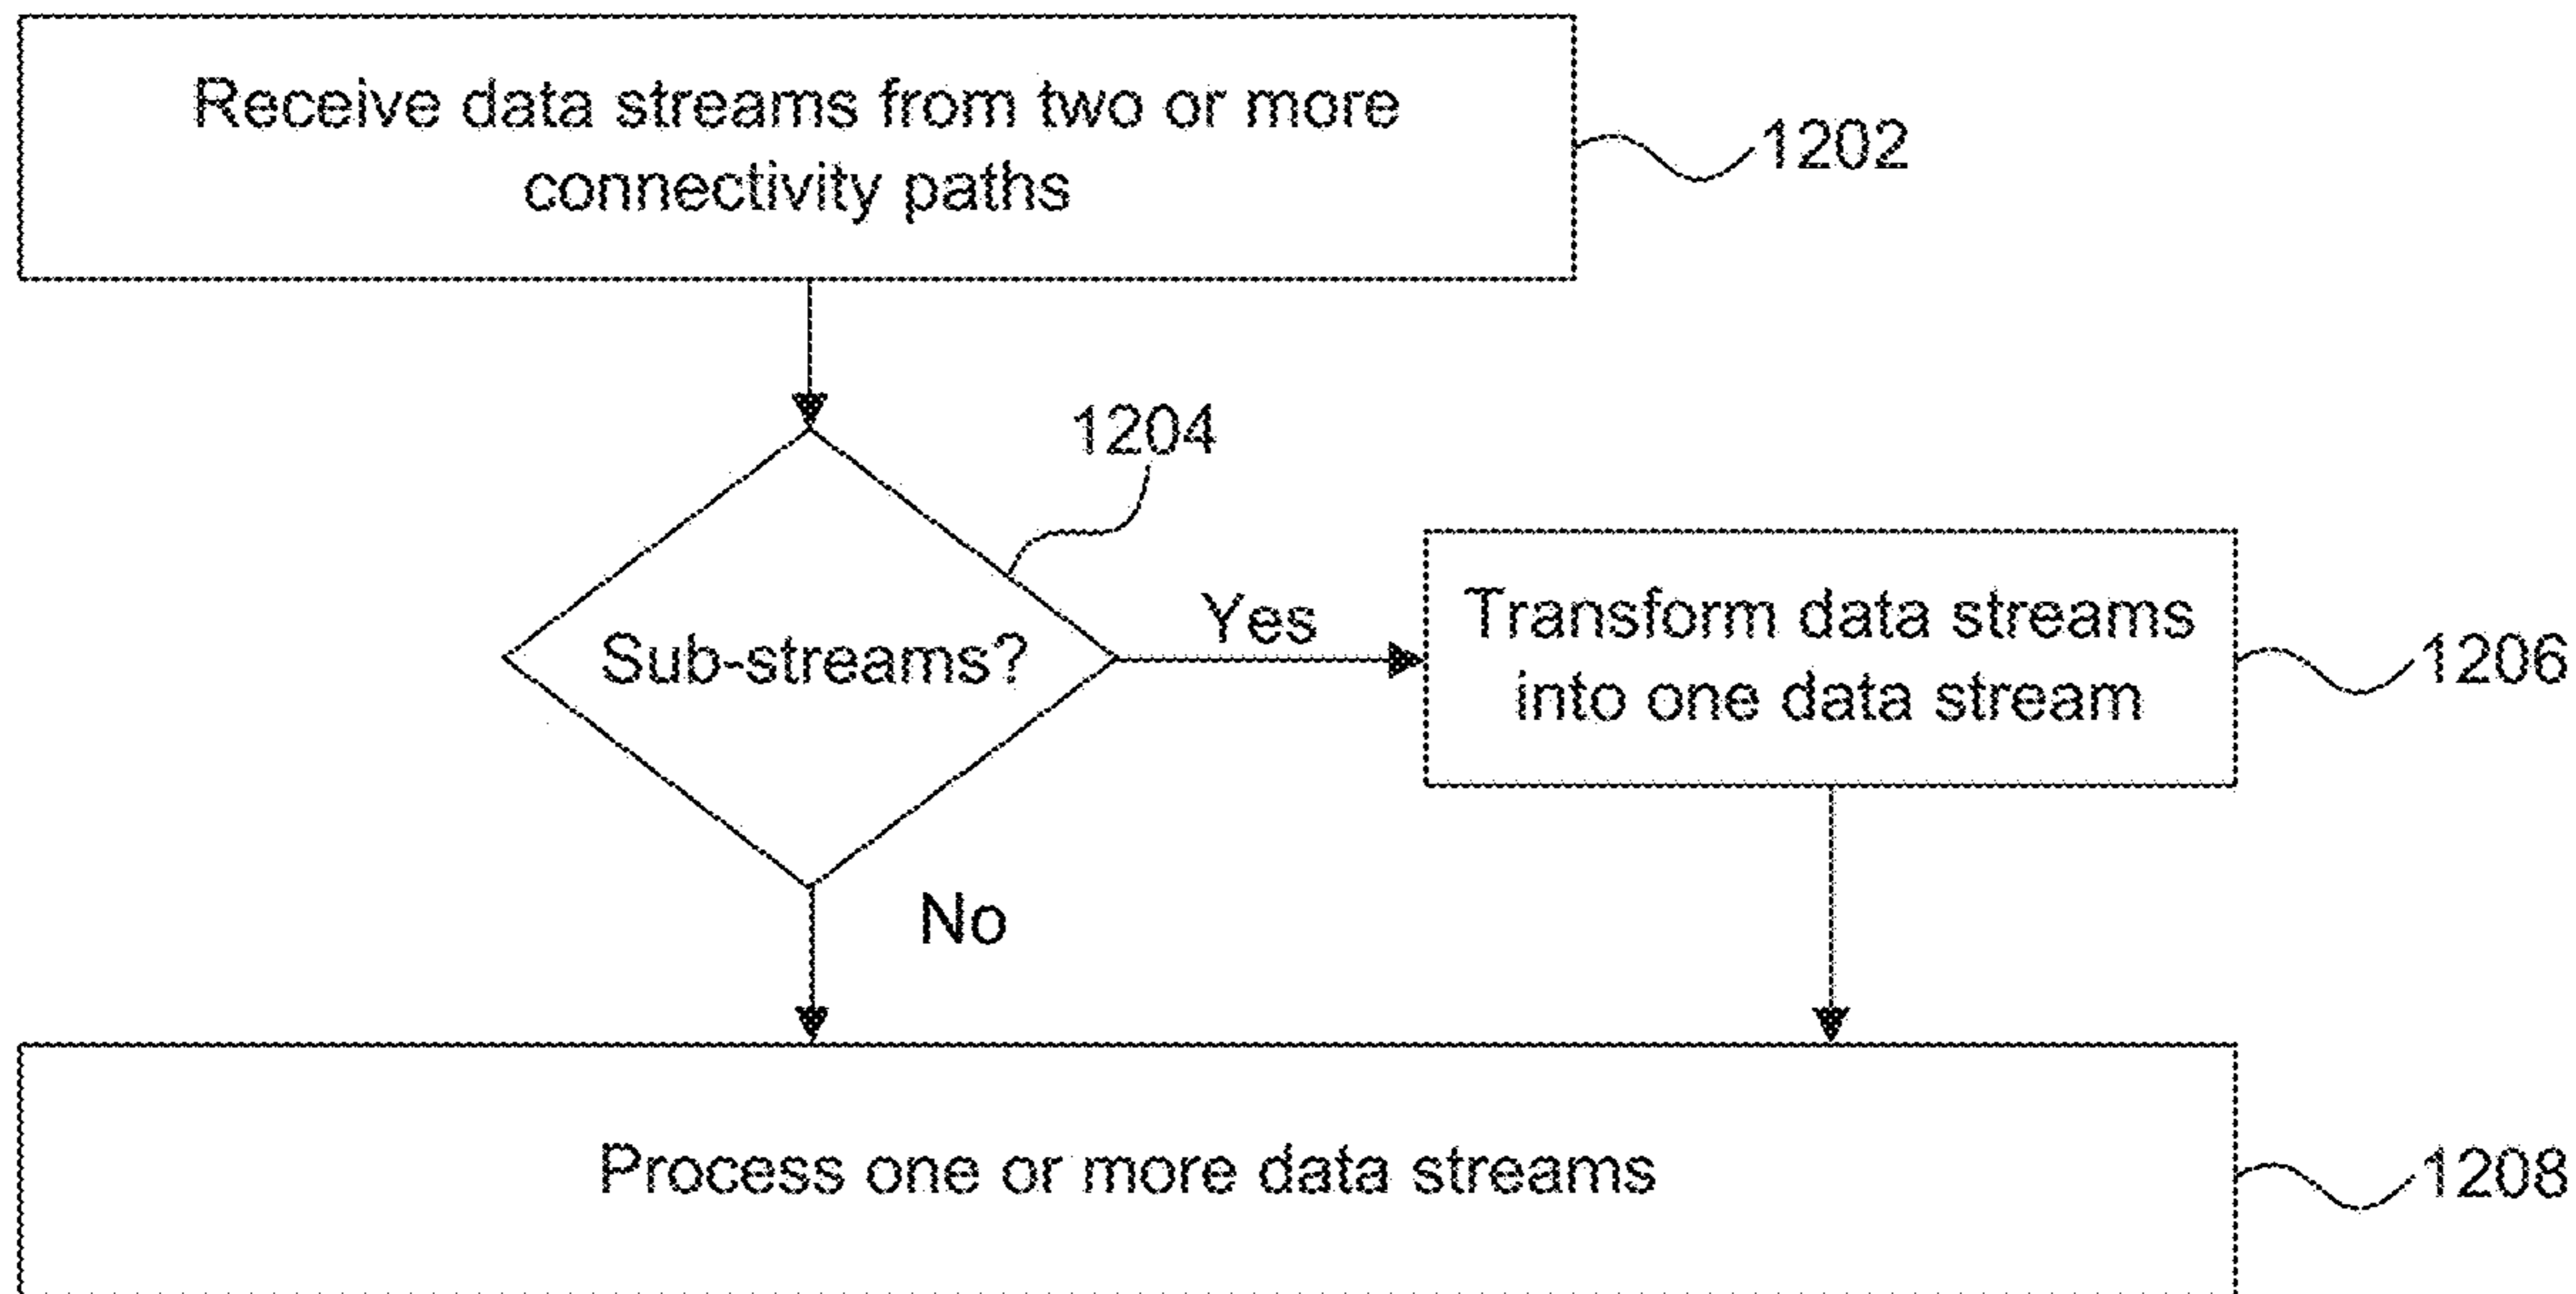 Receive data streams from two or more
connectivity paths
1202
1204
Sub-streams?
Yes
Transform data streams
into one data stream
1206
No
Process one or more data streams
1208